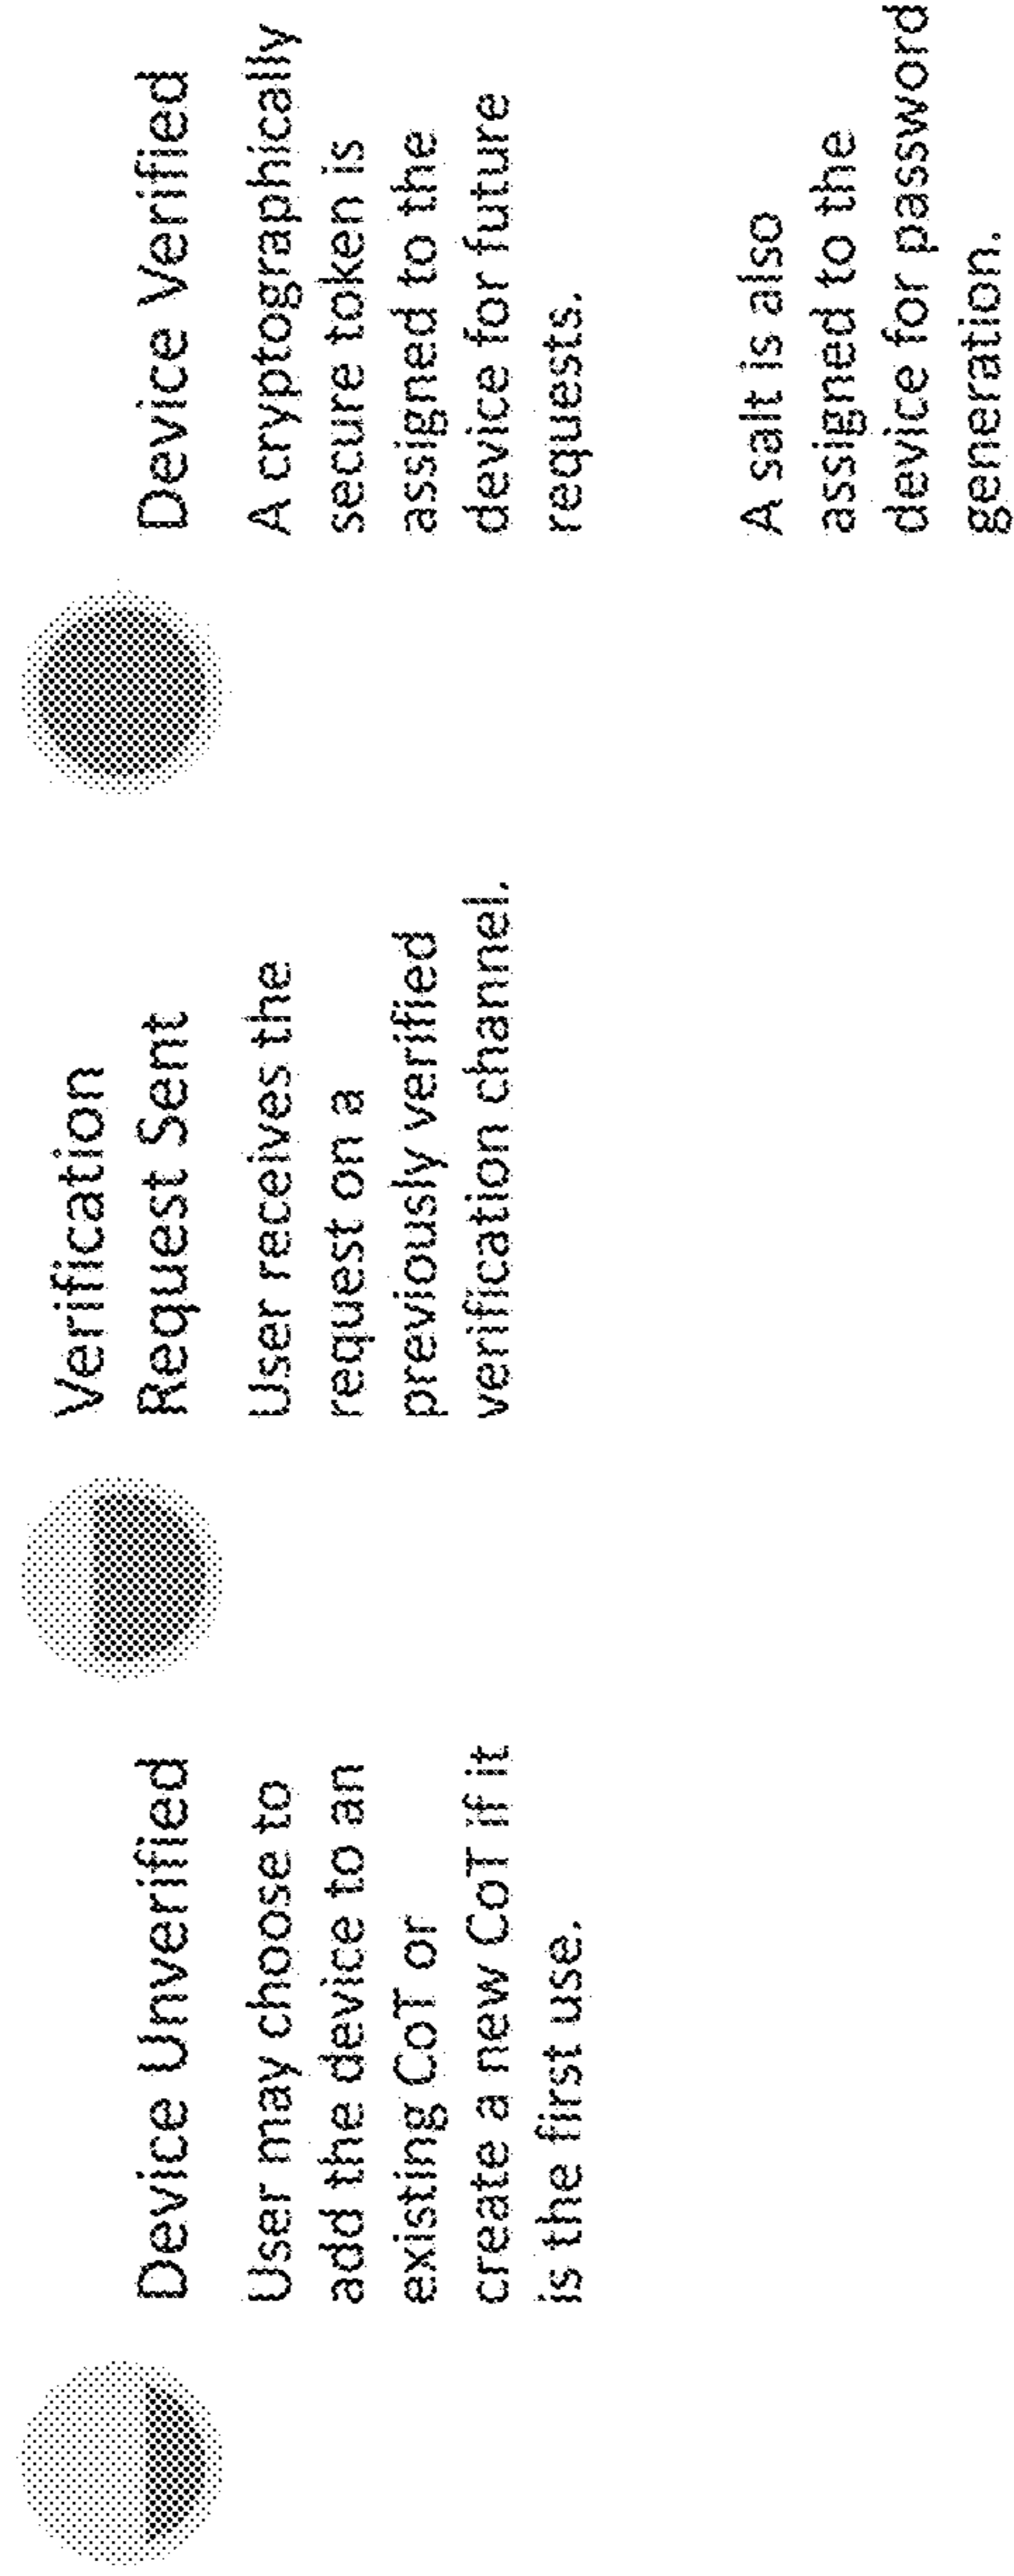 Device Unverified
User may choose to
add the device to an
existing CoT or
create a new CoT if it
is the first use.
Verification
Request Sent
User receives the
request on a
previously verified
verification channel.
Device Verified
A cryptographically
secure token is
assigned to the
device for future
requests.
A salt is also
assigned to the
device for password
generation.